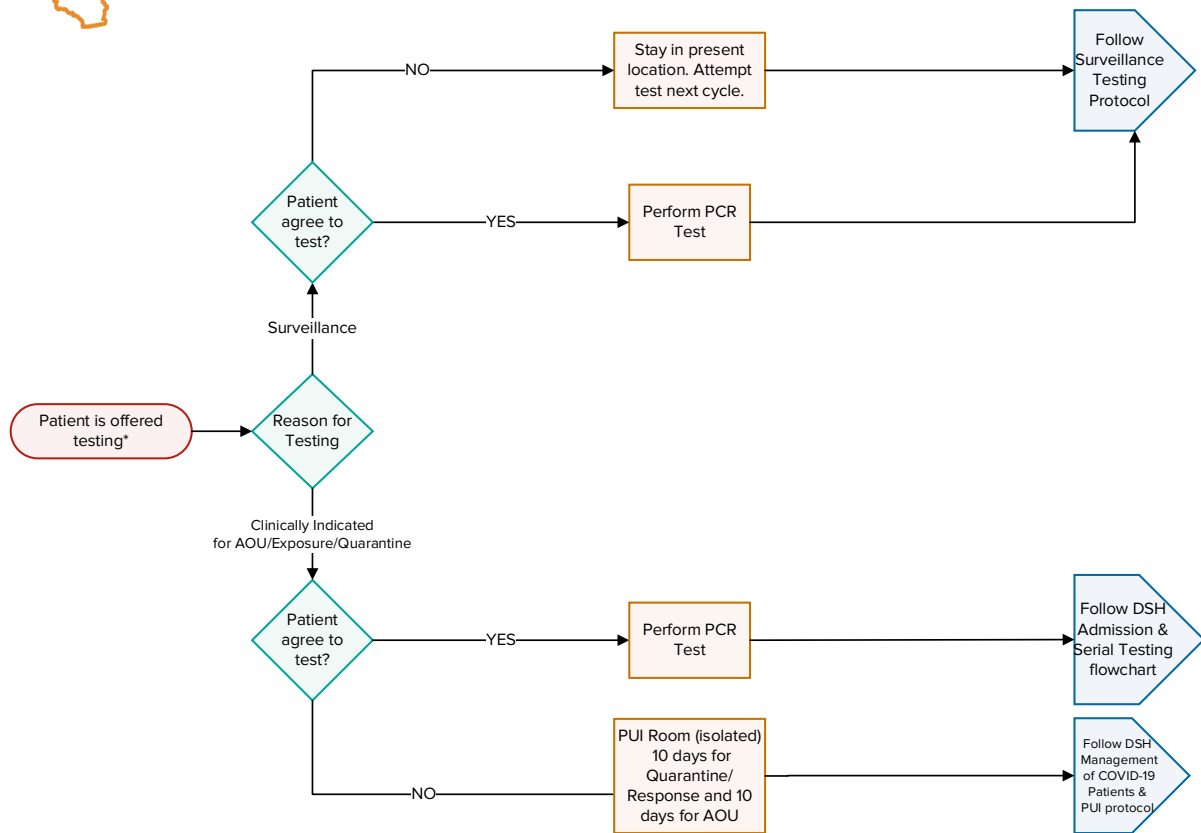 Stay in present
location. Attempt
test next cycle.
Follow
Surveillance
Testing
Protocol
NO
Patient
agree to
test?
YES
Perform PCR
Test
Surveillance
Patient is offered
testing*
Reason for
Testing
Clinically Indicated
for AOU/Exposure/Quarantine
Patient
agree to
test?
YES
Perform PCR
Test
Follow DSH
Admission &
Serial Testing
flowchart
NO
PUI Room (isolated)
10 days for
Quarantine/
Response and 10
days for AOU
Follow DSH
Management
of COVID-19
Patients &
PUI protocol